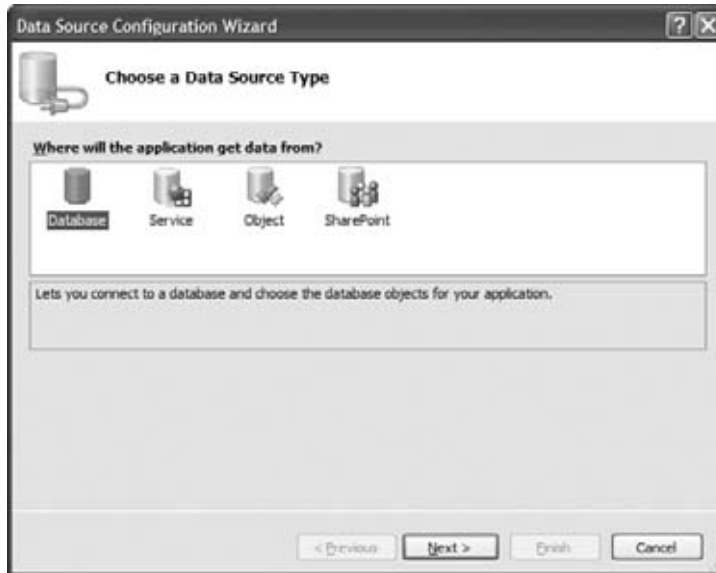 Data Source Configuration Wizard
Choose a Data Source Type
Where will the application get data from?
Database Service Object SharePoint
Lets you connect to a database and choose the database objects for your application.
< Previous Next > Finish Cancel